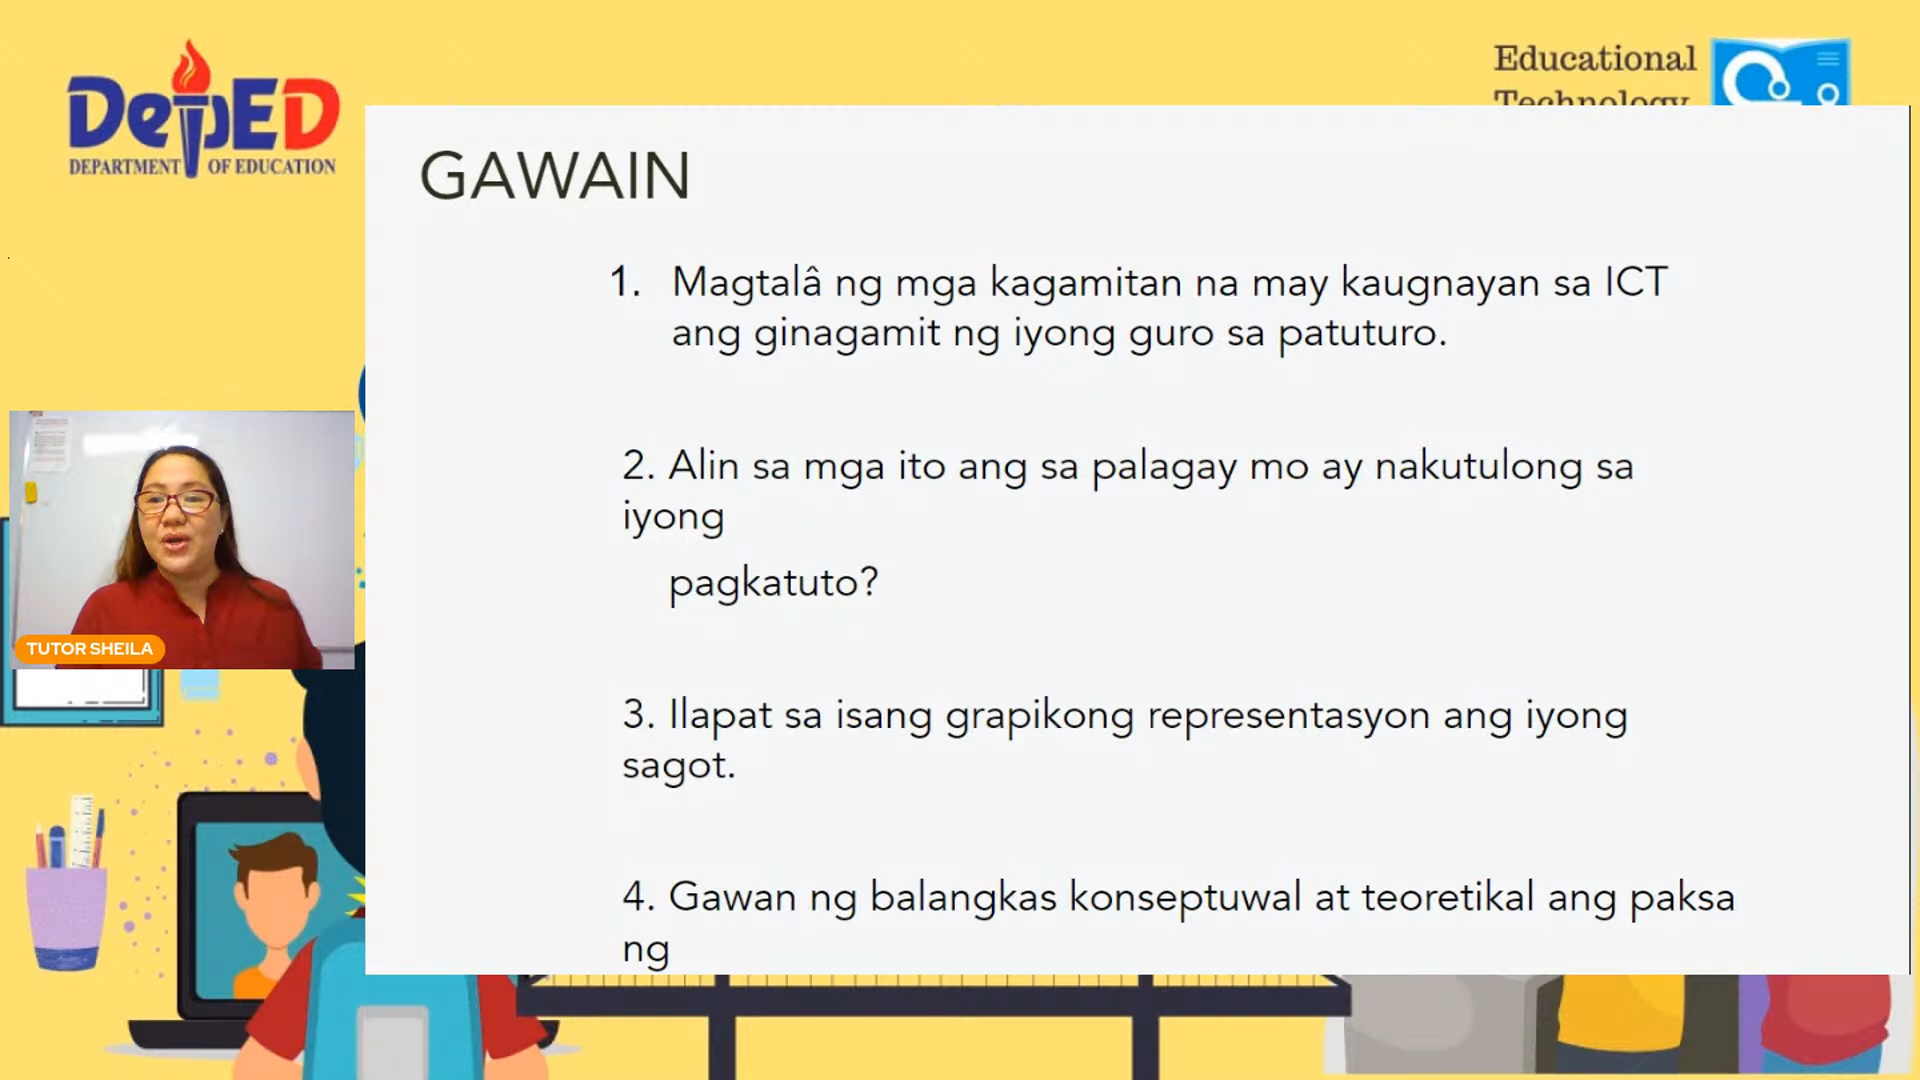 DepED
DEPARTMENT OF EDUCATION
Educational
Technology
GAWAIN
1. Magtalâ ng mga kagamitan na may kaugnayan sa ICT
ang ginagamit ng iyong guro sa patuturo.
2. Alin sa mga ito ang sa palagay mo ay nakutulong sa
iyong
pagkatuto?
3. Ilapat sa isang grapikong representasyon ang iyong
sagot.
4. Gawan ng balangkas konseptuwal at teoretikal ang paksa
ng
TUTOR SHEILA